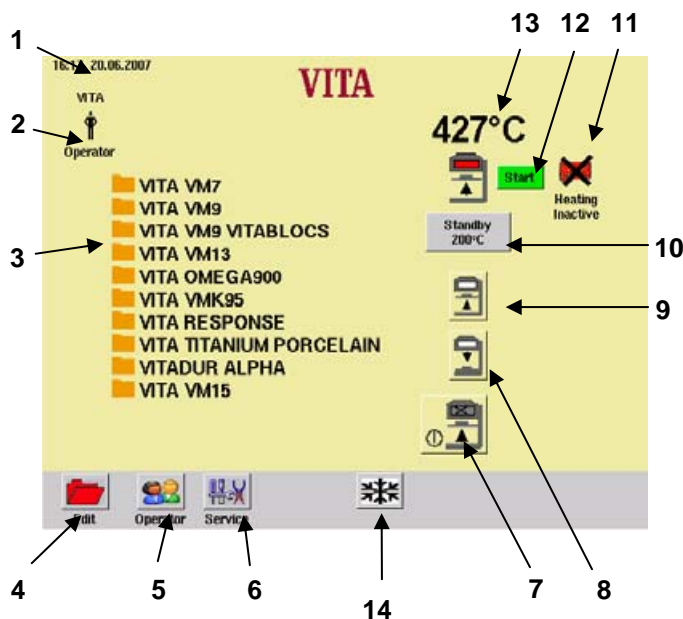 13 12 11
1
20.06.2007
VITA
VITA
427°C
2
Operator
Start
Heating
Inactive
VITA VM7
VITA VM9
Standby
200°C
VITA VM9 VITABLOCS
10
3
VITA VM13
VITA OMEGA900
VITA VMK95
9
VITA RESPONSE
VITA TITANIUM PORCELAIN
VITADUR ALPHA
VITA VM15
Edit
Operator
Service
4 5 6 14 7 8